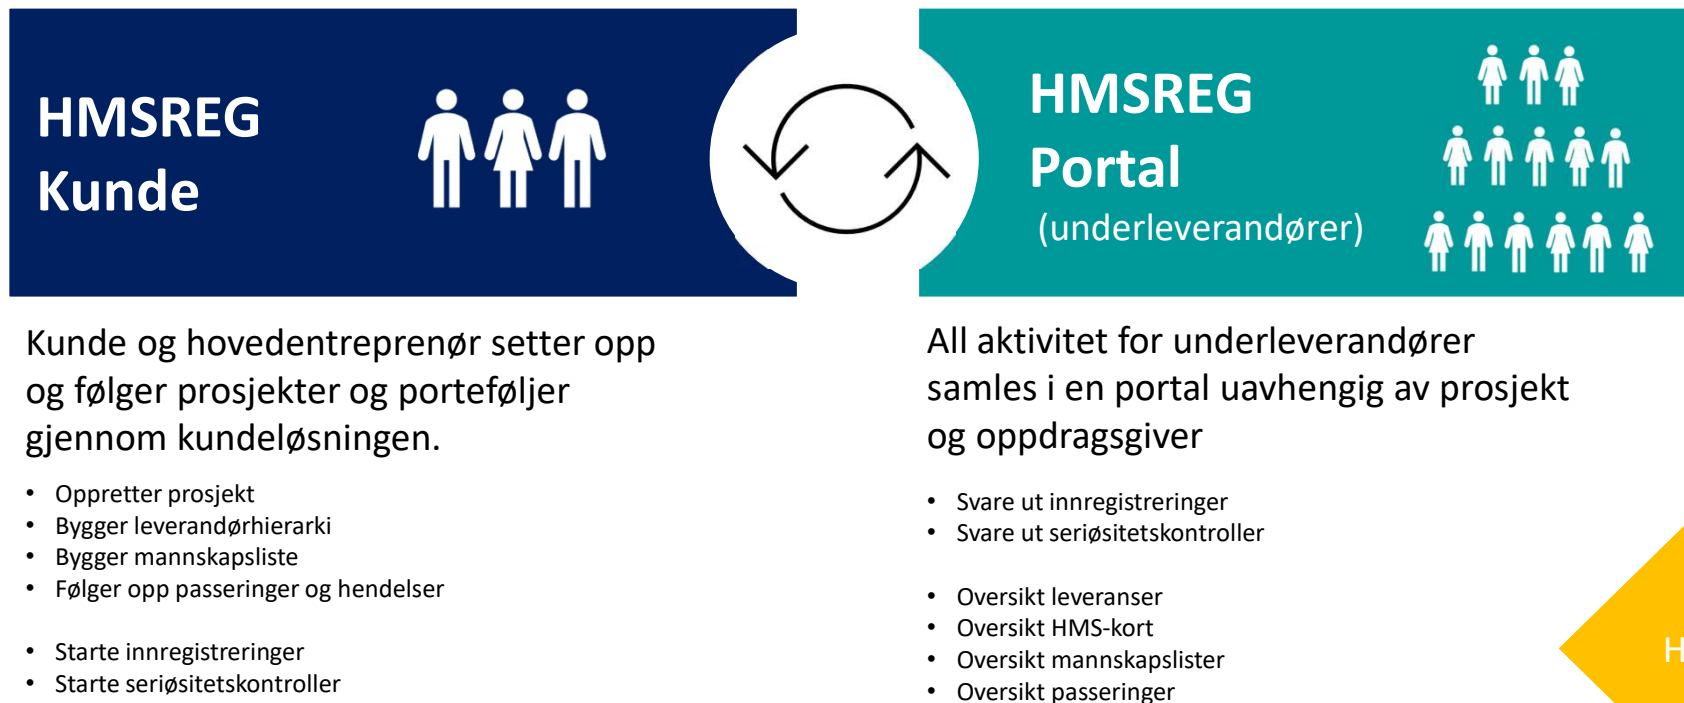 HMSREG
Kunde
Kunde og hovedentreprenør setter opp
og følger prosjekter og porteføljer
gjennom kundeløsningen.
• Oppretter prosjekt
• Bygger leverandørhierarki
• Bygger mannskapsliste
• Følger opp passeringer og hendelser
• Starte innregistreringer
• Starte seriøsitetskontroller
HMSREG
Portal
(underleverandører)
All aktivitet for underleverandører
samles i en portal uavhengig av prosjekt
og oppdragsgiver
• Svare ut innregistreringer
• Svare ut seriøsitetskontroller
• Oversikt leveranser
• Oversikt HMS-kort
• Oversikt mannskapslister
• Oversikt passeringer